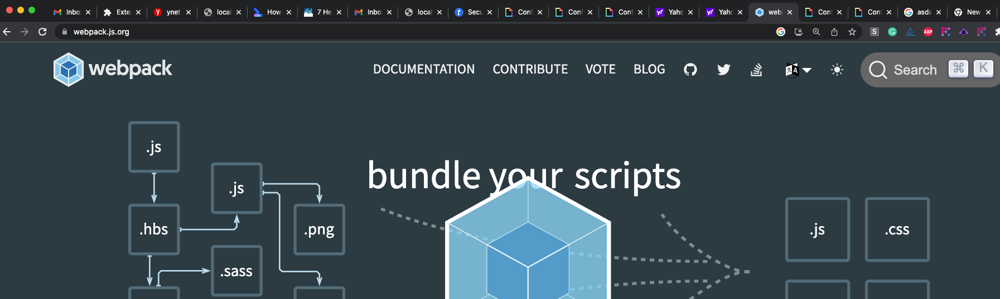 Inbo
Exter
ynet
local
How
7 He
Inbo
local
Secu
Conf
Conf
Conf
Yaho
Yaho
web
Conf
Conf
asda
New
webpack.js.org
S
ABP
webpack
DOCUMENTATION
CONTRIBUTE
VOTE
BLOG
Search
⌘ K
bundle your scripts
.js
.js
.hbs
.png
.sass
.js
.css